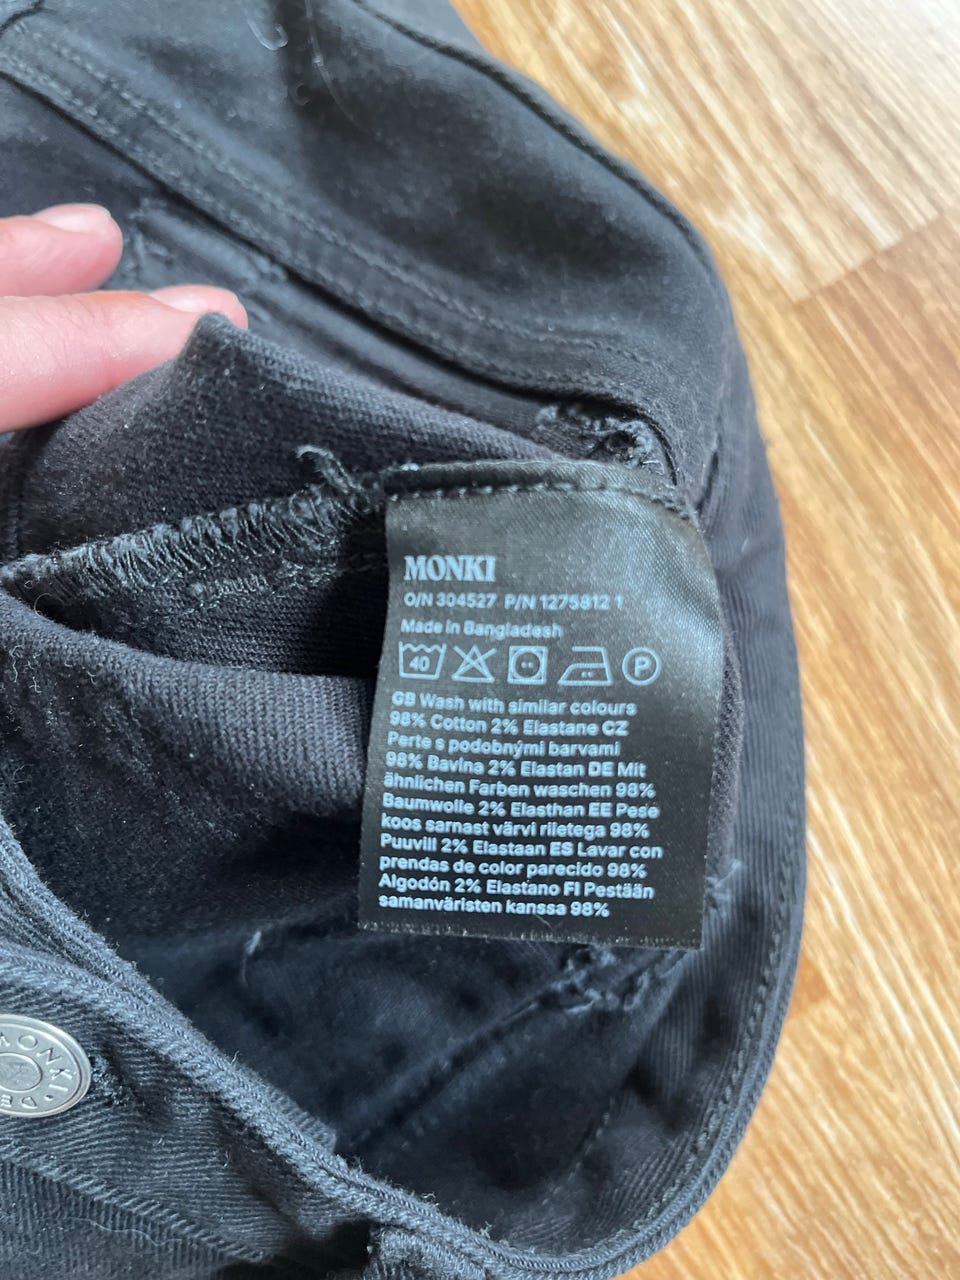 MONKI
O/N 304527 P/N 1275812 1
Made in Bangladesh
40 P
GB Wash with similar colours
98% Cotton 2% Elastane CZ
Perte s podobnými barvami
98% Bavlna 2% Elastan DE Mit
ähnlichen Farben waschen 98%
Baumwolle 2% Elasthan EE Pese
koos sarnast värvi riietega 98%
Puuvill 2% Elastaan ES Lavar con
prendas de color parecido 98%
Algodón 2% Elastano FI Pestään
samanväristen kanssa 98%
MONKI DE